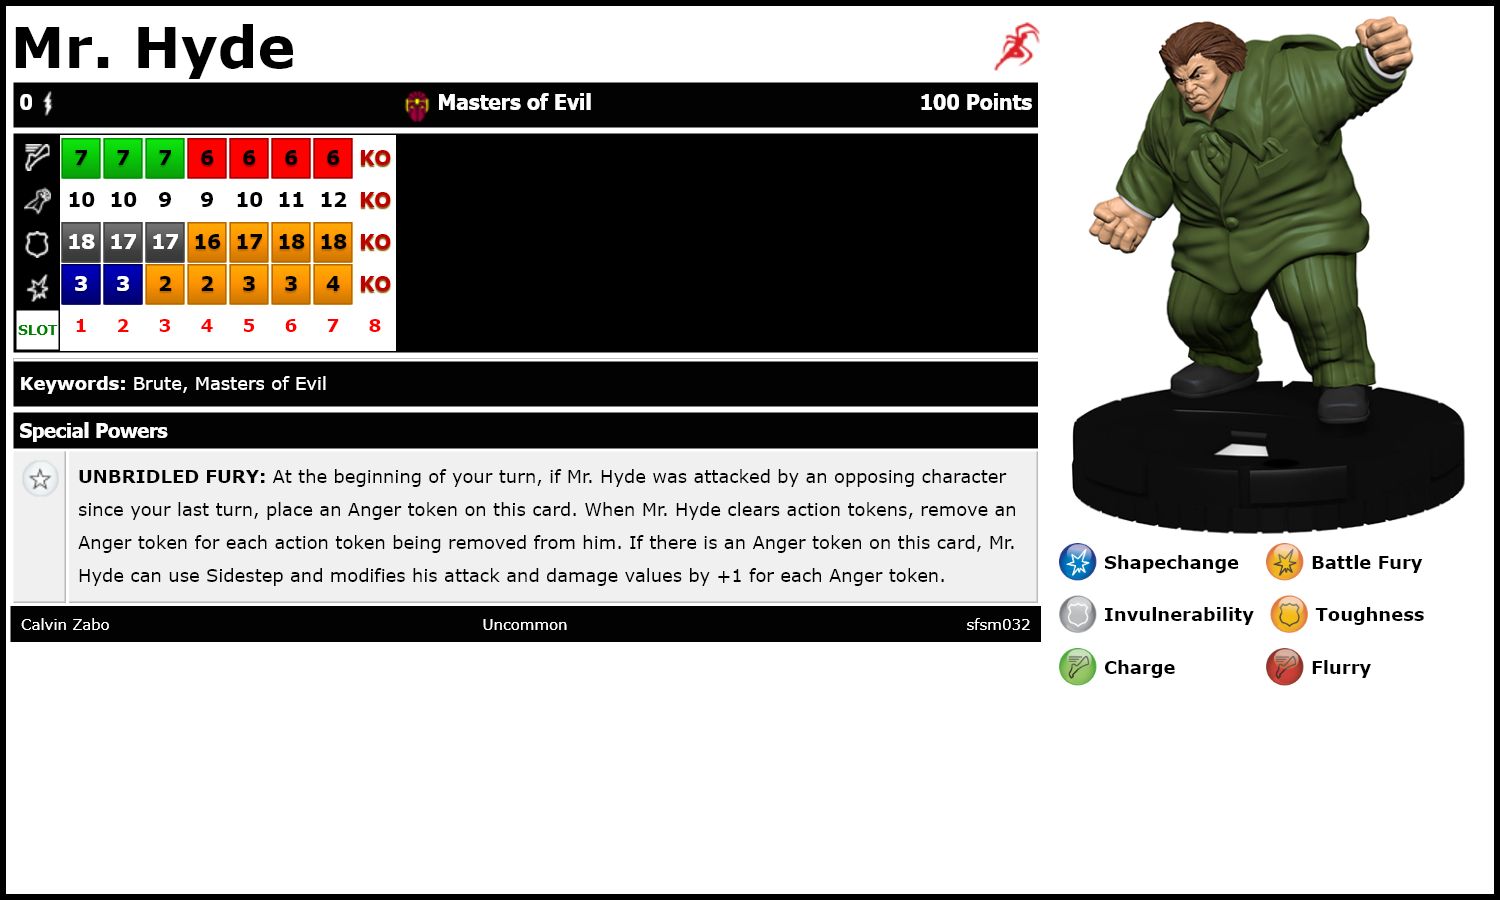 Mr. Hyde
0 Masters of Evil 100 Points
7 7 7 6 6 6 6 KO
10 10 9 9 10 11 12 KO
18 17 17 16 17 18 18 KO
3 3 2 2 3 3 4 KO
SLOT 1 2 3 4 5 6 7 8
Keywords: Brute, Masters of Evil
Special Powers
UNBRIDLED FURY: At the beginning of your turn, if Mr. Hyde was attacked by an opposing character
since your last turn, place an Anger token on this card. When Mr. Hyde clears action tokens, remove an
Anger token for each action token being removed from him. If there is an Anger token on this card, Mr.
Hyde can use Sidestep and modifies his attack and damage values by +1 for each Anger token.
Calvin Zabo Uncommon sfsm032
Shapechange Battle Fury
Invulnerability Toughness
Charge Flurry